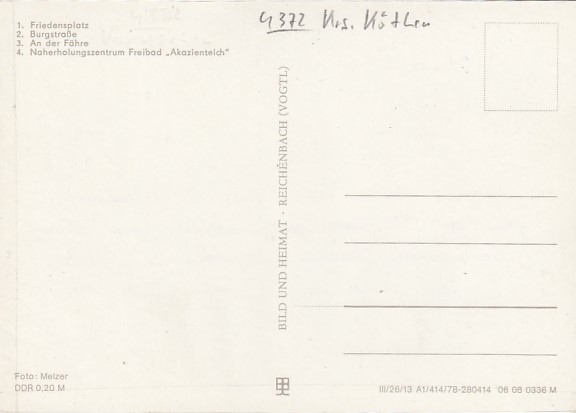 4372 Krs. Köthen
1. Friedensplatz
2. Burgstraße
3. An der Fähre
4. Naherholungszentrum Freibad „Akazienteich"
BILD UND HEIMAT · REICHENBACH (VOGTL)
Foto: Melzer
DDR 0,20 M
III/26/13 A1/414/78-280414 06 08 0336 M